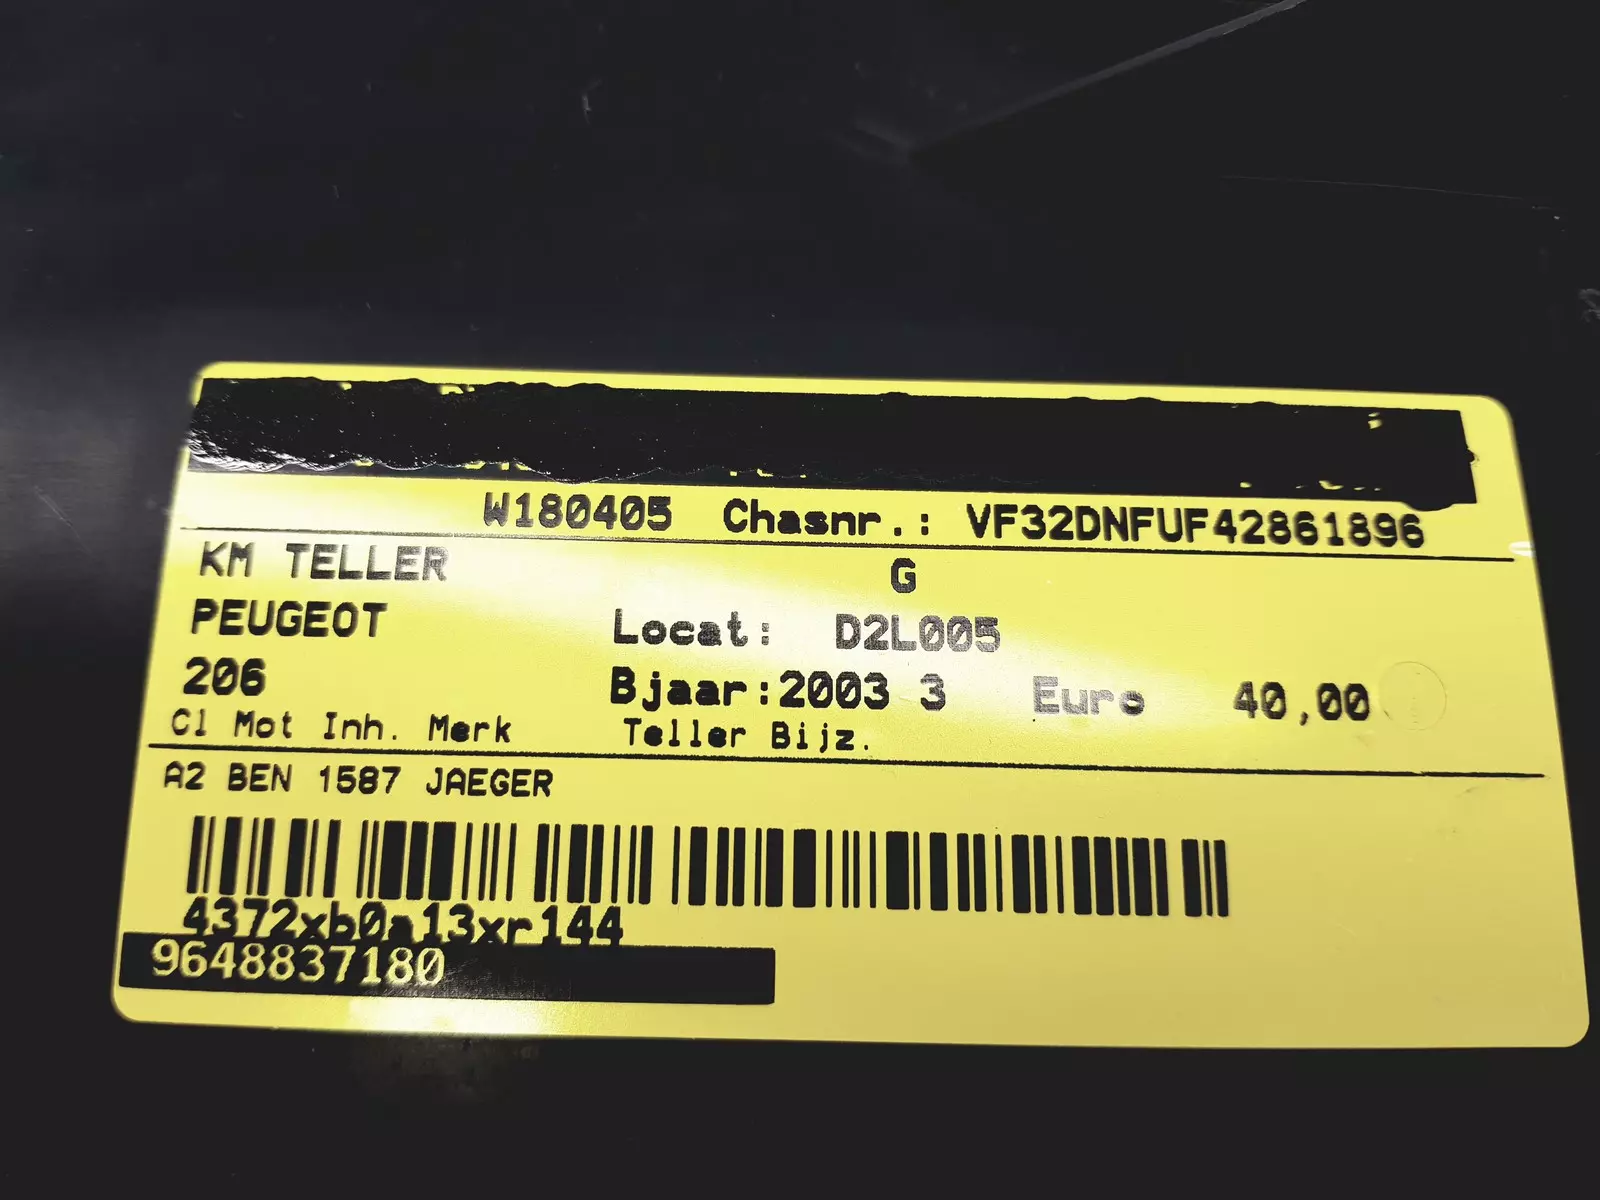 W180405 Chasnr.: VF32DNFUF42861896
KM TELLER G
PEUGEOT Locat: D2L005
206 Bjaar:2003 3 Euro 40,00
Cl Mot Inh. Merk Teller Bijz.
A2 BEN 1587 JAEGER
4372xb0a13xr144
9648837180